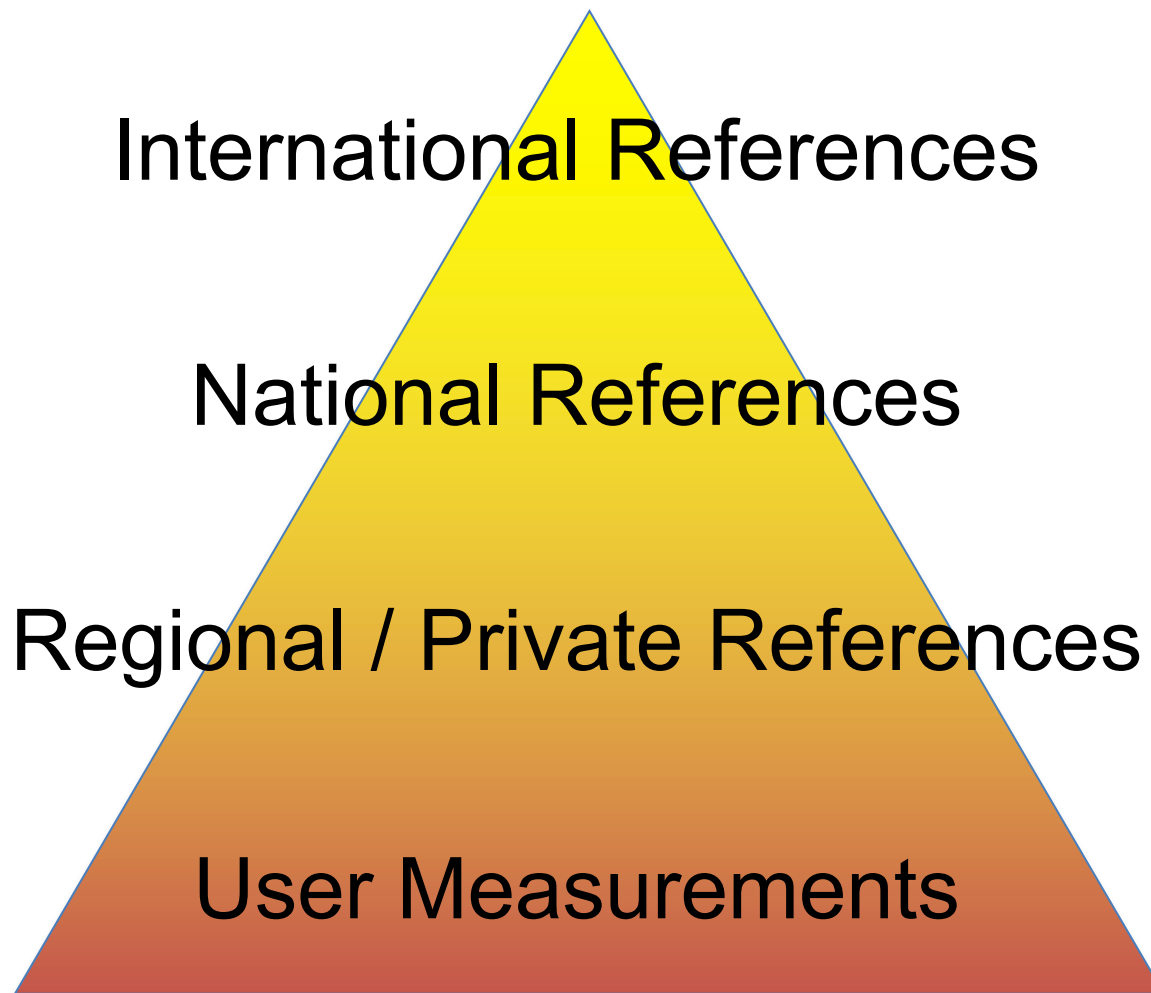 International References
National References
Regional / Private References
User Measurements